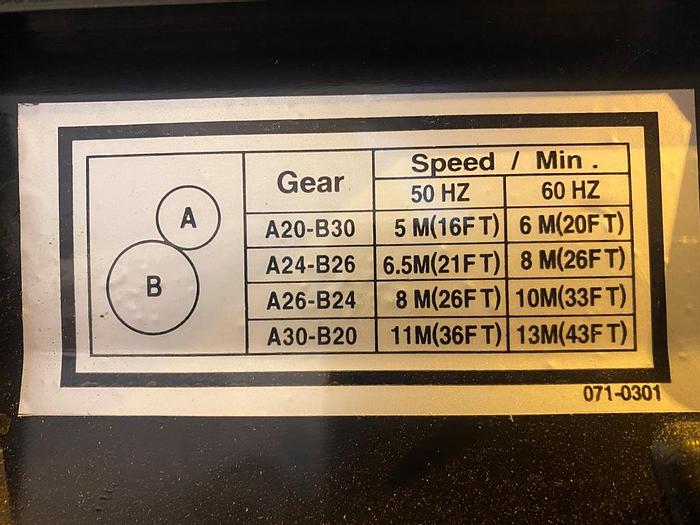 Speed / Min .
Gear
50 HZ 60 HZ
A
B
A20-B30 5 M(16FT) 6 M(20FT)
A24-B26 6.5M(21FT) 8 M(26FT)
A26-B24 8 M(26FT) 10M(33FT)
A30-B20 11M(36FT) 13M(43FT)
071-0301